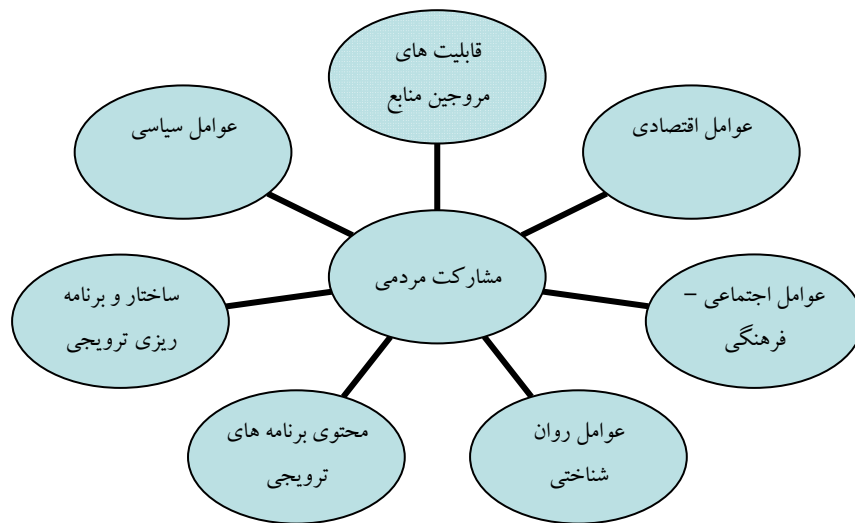 قابلیت های
مروجین منابع
عوامل اقتصادی
عوامل سیاسی
مشارکت مردمی
عوامل اجتماعی –
فرهنگی
ساختار و برنامه
ریزی ترویجی
عوامل روان
شناختی
محتوی برنامه های
ترویجی